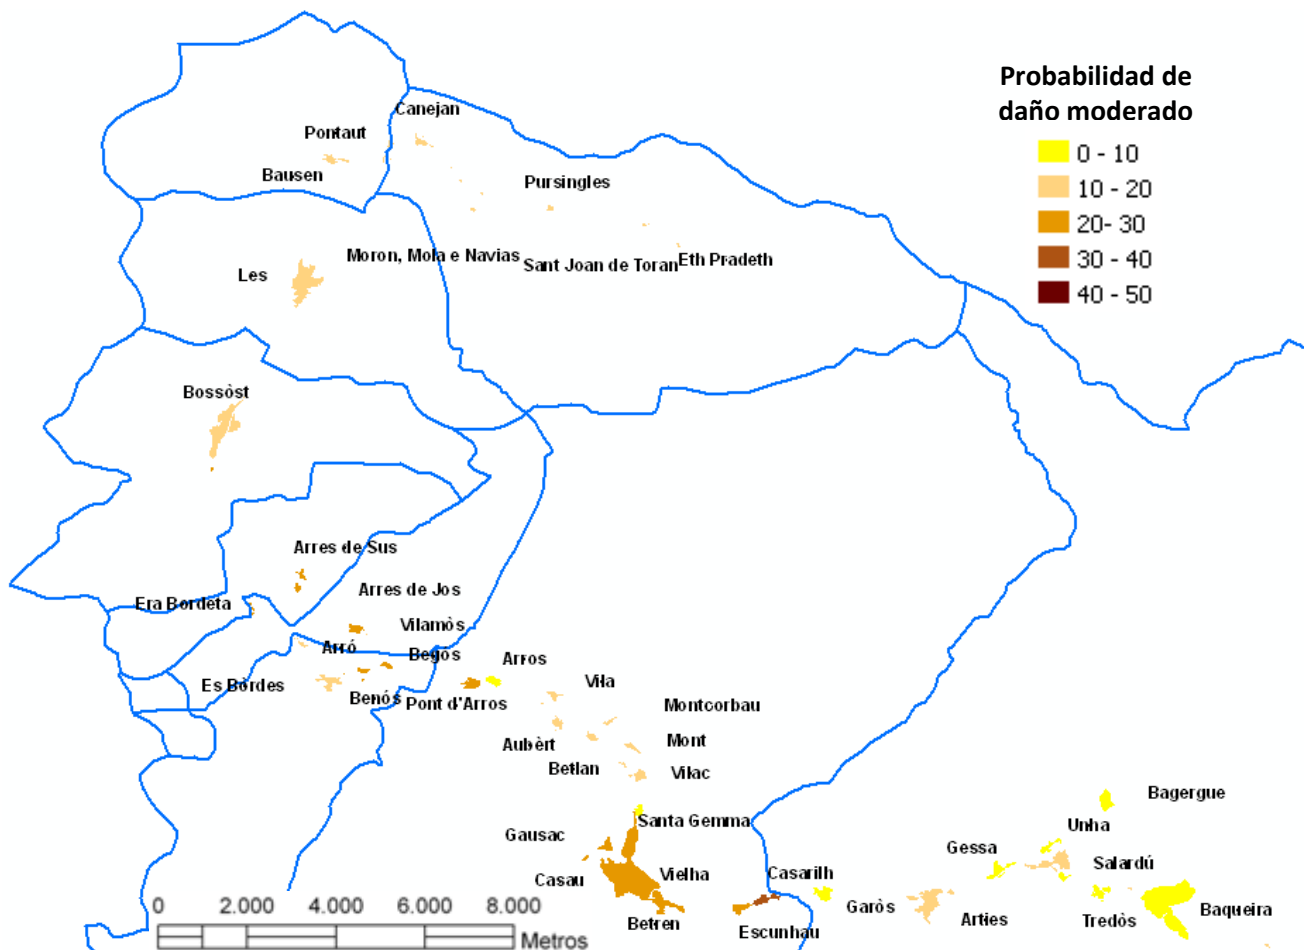 Probabilidad de
daño moderado
0 - 10
10 - 20
20- 30
30 - 40
40 - 50
Canejan
Pontaut
Bausen
Pursingles
Moron, Mola e Navias
Sant Joan de Toran
Eth Pradeth
Les
Bossòst
Arres de Sus
Arres de Jos
Era Bordeta
Vilamòs
Arró
Begós
Es Bòrdes
Benós
Pont d'Arros
Arros
Vila
Montcorbau
Aubèrt
Mont
Betlan
Vilac
Bagergue
Santa Gemma
Unha
Gausac
Gessa
Salardú
Casau
Vielha
Casarilh
Garòs
Arties
Tredòs
Baqueira
Betren
Escunhau
0 2.000 4.000 6.000 8.000
Metros